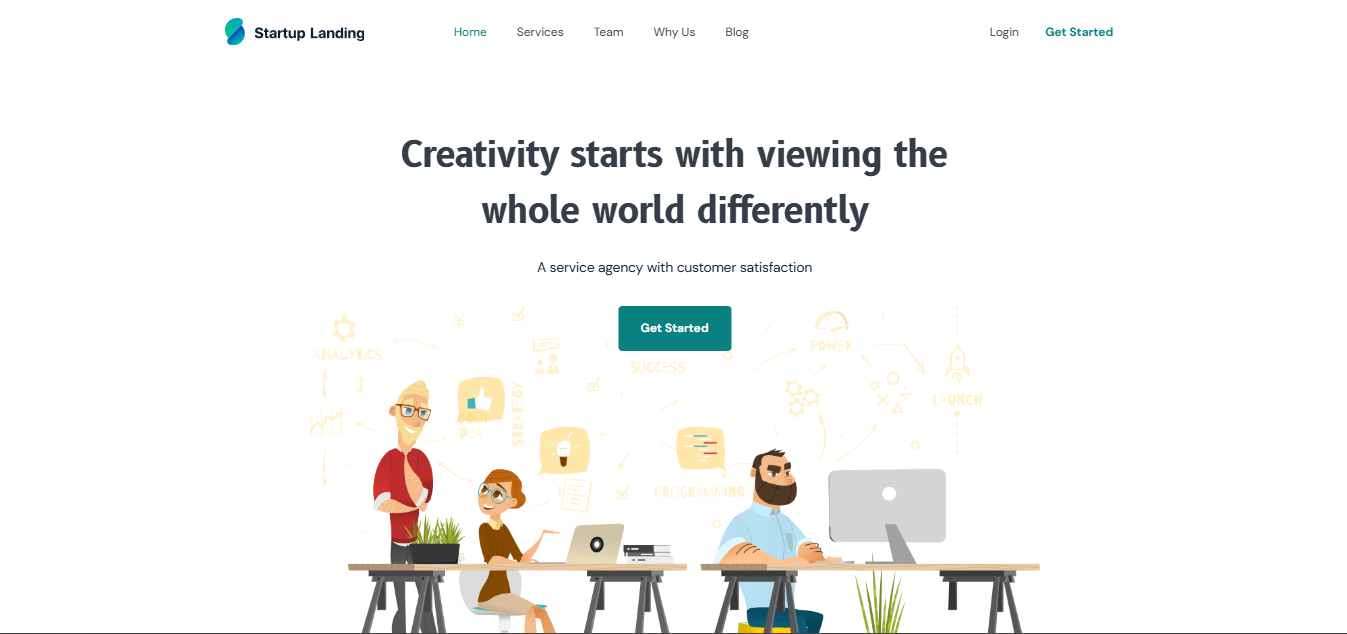 Startup Landing
Home
Services
Team
Why Us
Blog
Login
Get Started
Creativity starts with viewing the
whole world differently
A service agency with customer satisfaction
Get Started
ANALYTICS
SUCCESS
POWER
$
¥
STRATEGY
LAUNCH
IDEA
PROGRAMMING